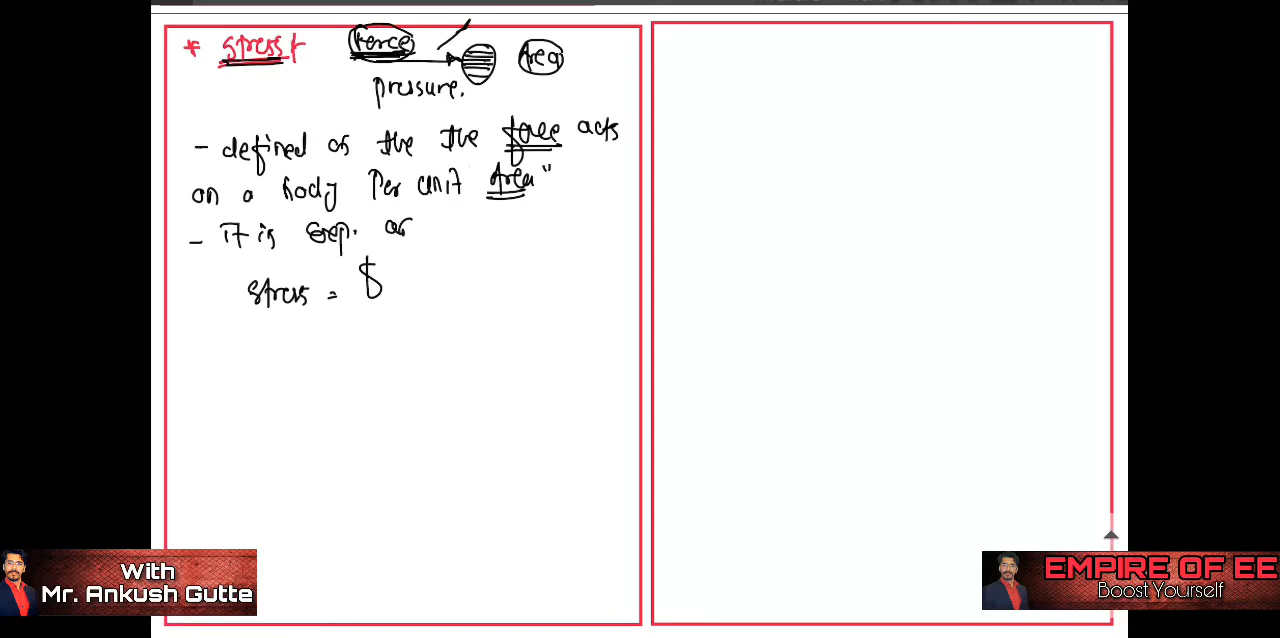 * stress
Force
Area
pressure.
- defined as the the force acts
on a body Per unit Area"
- It is exp. as
stress =
With
Mr. Ankush Gutte
EMPIRE OF EE
Boost Yourself